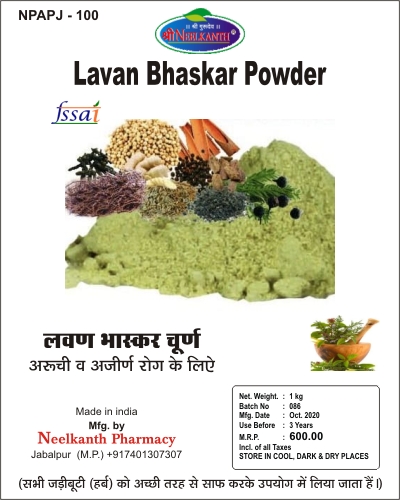 NPAPJ - 100
॥ श्री गुरुदेव ॥
श्री NEELKANTH ®
Lavan Bhaskar Powder
fssai
लवण भास्कर चूर्ण
अरूची व अजीर्ण रोग के लिऐ
Made in india
Mfg. by
Neelkanth Pharmacy
Jabalpur (M.P.) +917401307307
Net. Weight. : 1 kg
Batch No : 086
Mfg. Date : Oct. 2020
Use Before : 3 Years
M.R.P. : 600.00
Incl. of all Taxes
STORE IN COOL, DARK & DRY PLACES
(सभी जड़ीबूटी (हर्ब) को अच्छी तरह से साफ करके उपयोग में लिया जाता हैं।)